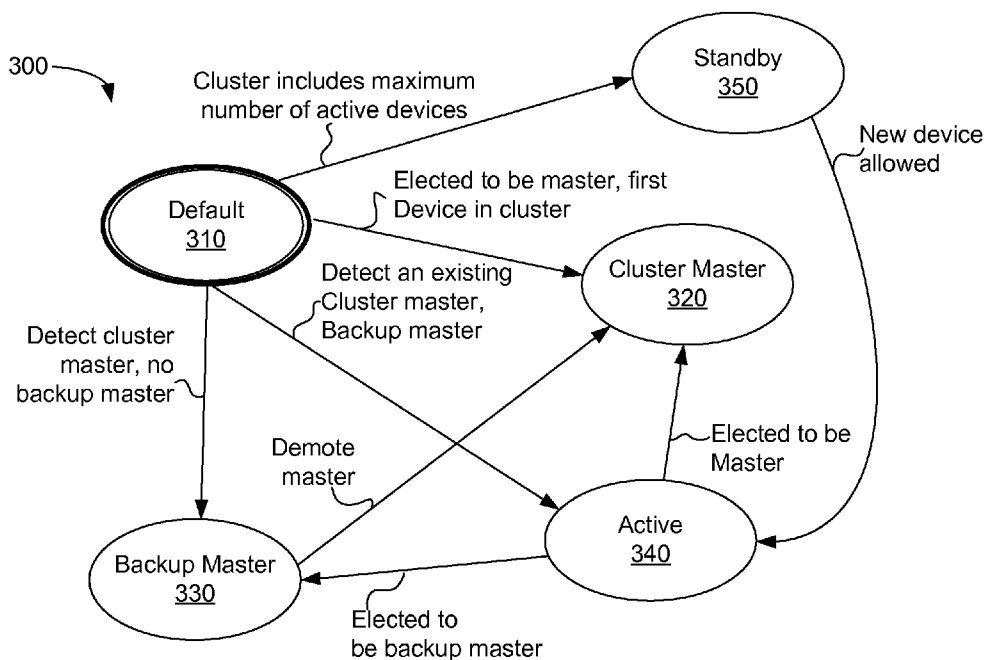 300
Standby
350
Cluster includes maximum
number of active devices
New device
allowed
Default
310
Elected to be master, first
Device in cluster
Cluster Master
320
Detect an existing
Cluster master,
Backup master
Detect cluster
master, no
backup master
Demote
master
Elected to be
Master
Active
340
Backup Master
330
Elected to
be backup master